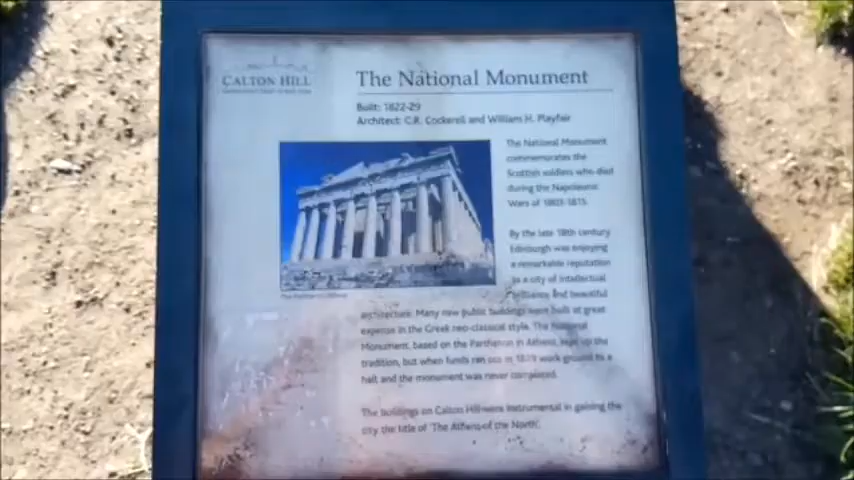 CALTON HILL
The National Monument
Built: 1822-29
Architect: C.R. Cockerell and William H. Playfair
The National Monument
commemorates the
Scottish soldiers who died
during the Napoleonic
Wars of 1803-1815.
By the late 18th century
Edinburgh was enjoying
a remarkable reputation
as a city of intellectual
brilliance and beautiful
architecture. Many new public buildings were built at great
expense in the Greek neo-classical style. The National
Monument, based on the Parthenon in Athens, kept up the
tradition, but when funds ran out in 1829 work ground to a
halt and the monument was never completed.
The buildings on Calton Hill were instrumental in gaining the
city the title of 'The Athens of the North'.